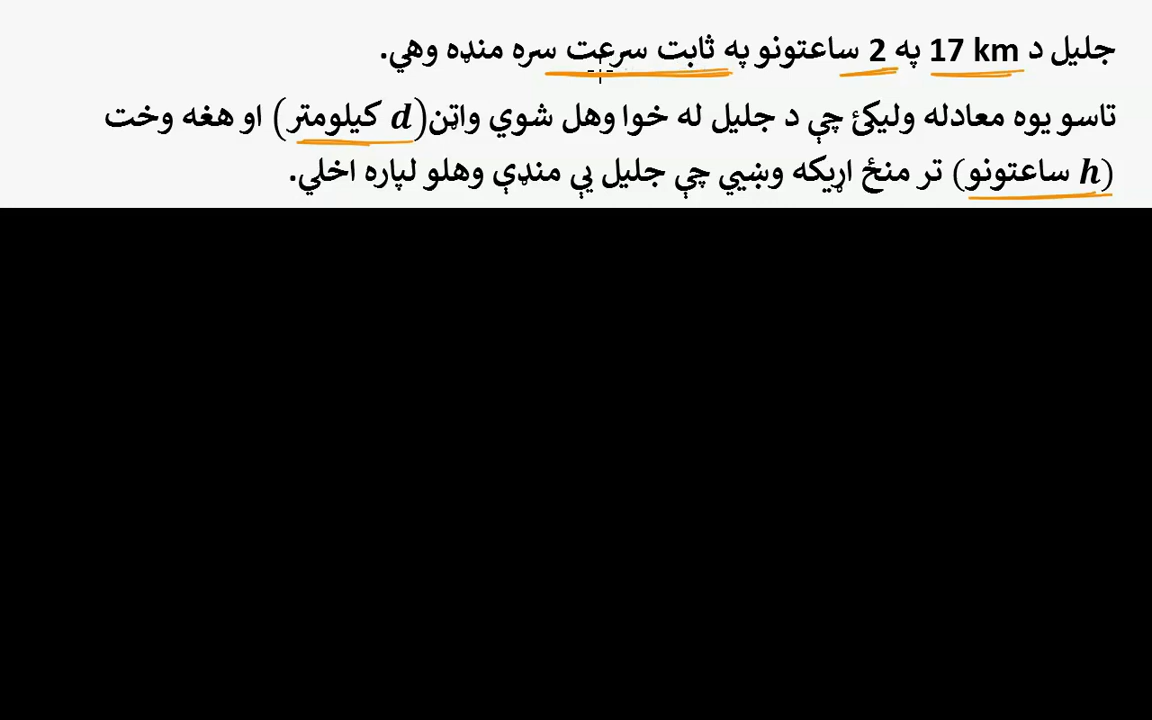 جلیل د 17 km په 2 ساعتونو په ثابت سرعت سره منډه وهي.
تاسو یوه معادله ولیکئ چې د جلیل له خوا وهل شوي واټن(d کیلومتر) او هغه وخت
(h ساعتونو) تر منځ اړیکه وښیي چې جلیل یې منډې وهلو لپاره اخلي.